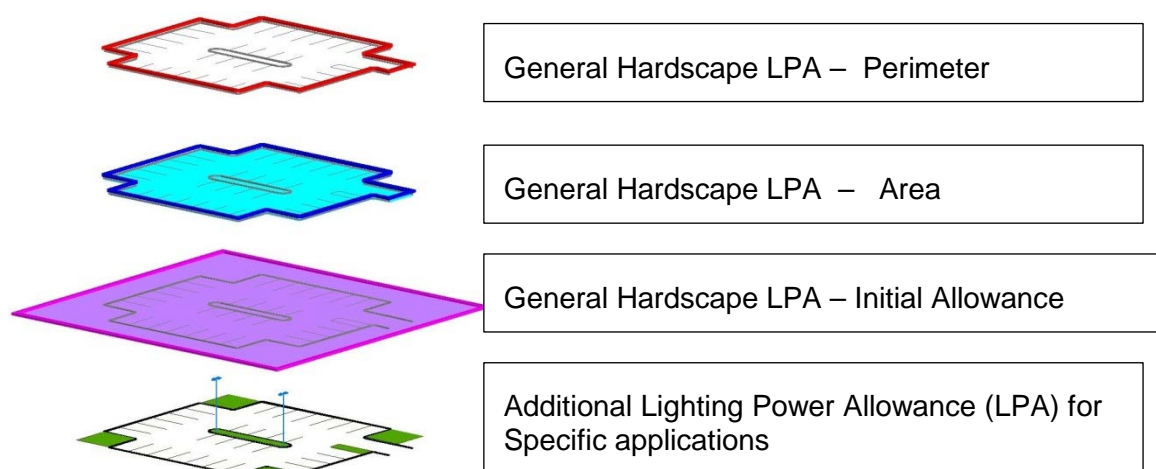 General Hardscape LPA – Perimeter
General Hardscape LPA – Area
General Hardscape LPA – Initial Allowance
Additional Lighting Power Allowance (LPA) for
Specific applications